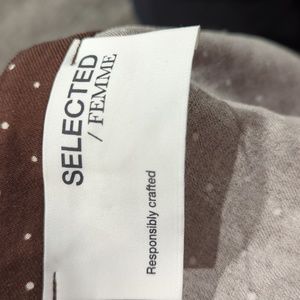 SELECTED
/ FEMME
Responsibly crafted